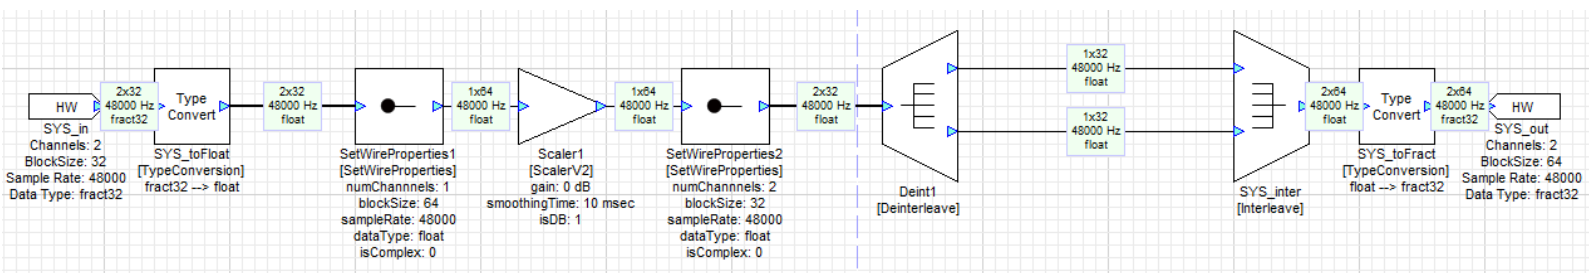 HW
SYS_in
Channels: 2
BlockSize: 32
Sample Rate: 48000
Data Type: fract32
2x32
48000 Hz
fract32
Type
Convert
SYS_toFloat
[TypeConversion]
fract32 --> float
2x32
48000 Hz
float
SetWireProperties1
[SetWireProperties]
numChannnels: 1
blockSize: 64
sampleRate: 48000
dataType: float
isComplex: 0
1x64
48000 Hz
float
Scaler1
[ScalerV2]
gain: 0 dB
smoothingTime: 10 msec
isDB: 1
1x64
48000 Hz
float
SetWireProperties2
[SetWireProperties]
numChannnels: 2
blockSize: 32
sampleRate: 48000
dataType: float
isComplex: 0
2x32
48000 Hz
float
Deint1
[Deinterleave]
1x32
48000 Hz
float
1x32
48000 Hz
float
SYS_inter
[Interleave]
2x64
48000 Hz
float
Type
Convert
SYS_toFract
[TypeConversion]
float --> fract32
2x64
48000 Hz
fract32
HW
SYS_out
Channels: 2
BlockSize: 64
Sample Rate: 48000
Data Type: fract32